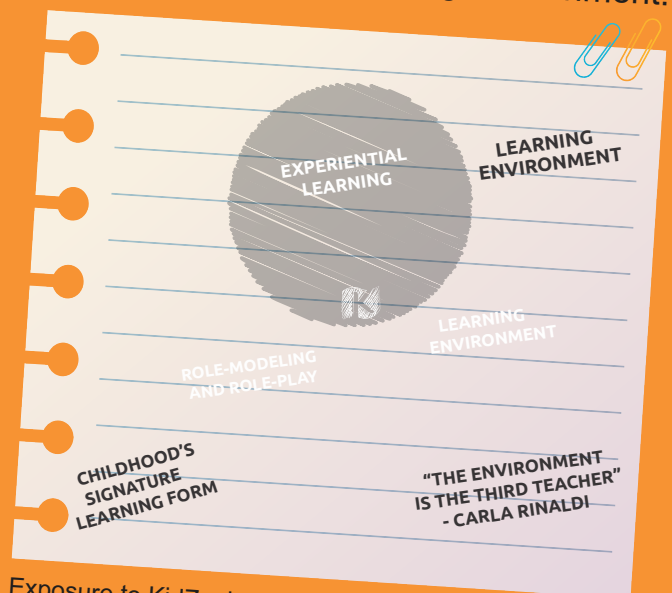 EXPERIENTIAL
LEARNING
LEARNING
ENVIRONMENT
LEARNING
ENVIRONMENT
ROLE-MODELING
AND ROLE-PLAY
CHILDHOOD'S
SIGNATURE
LEARNING FORM
“THE ENVIRONMENT
IS THE THIRD TEACHER”
- CARLA RINALDI
Exposure to